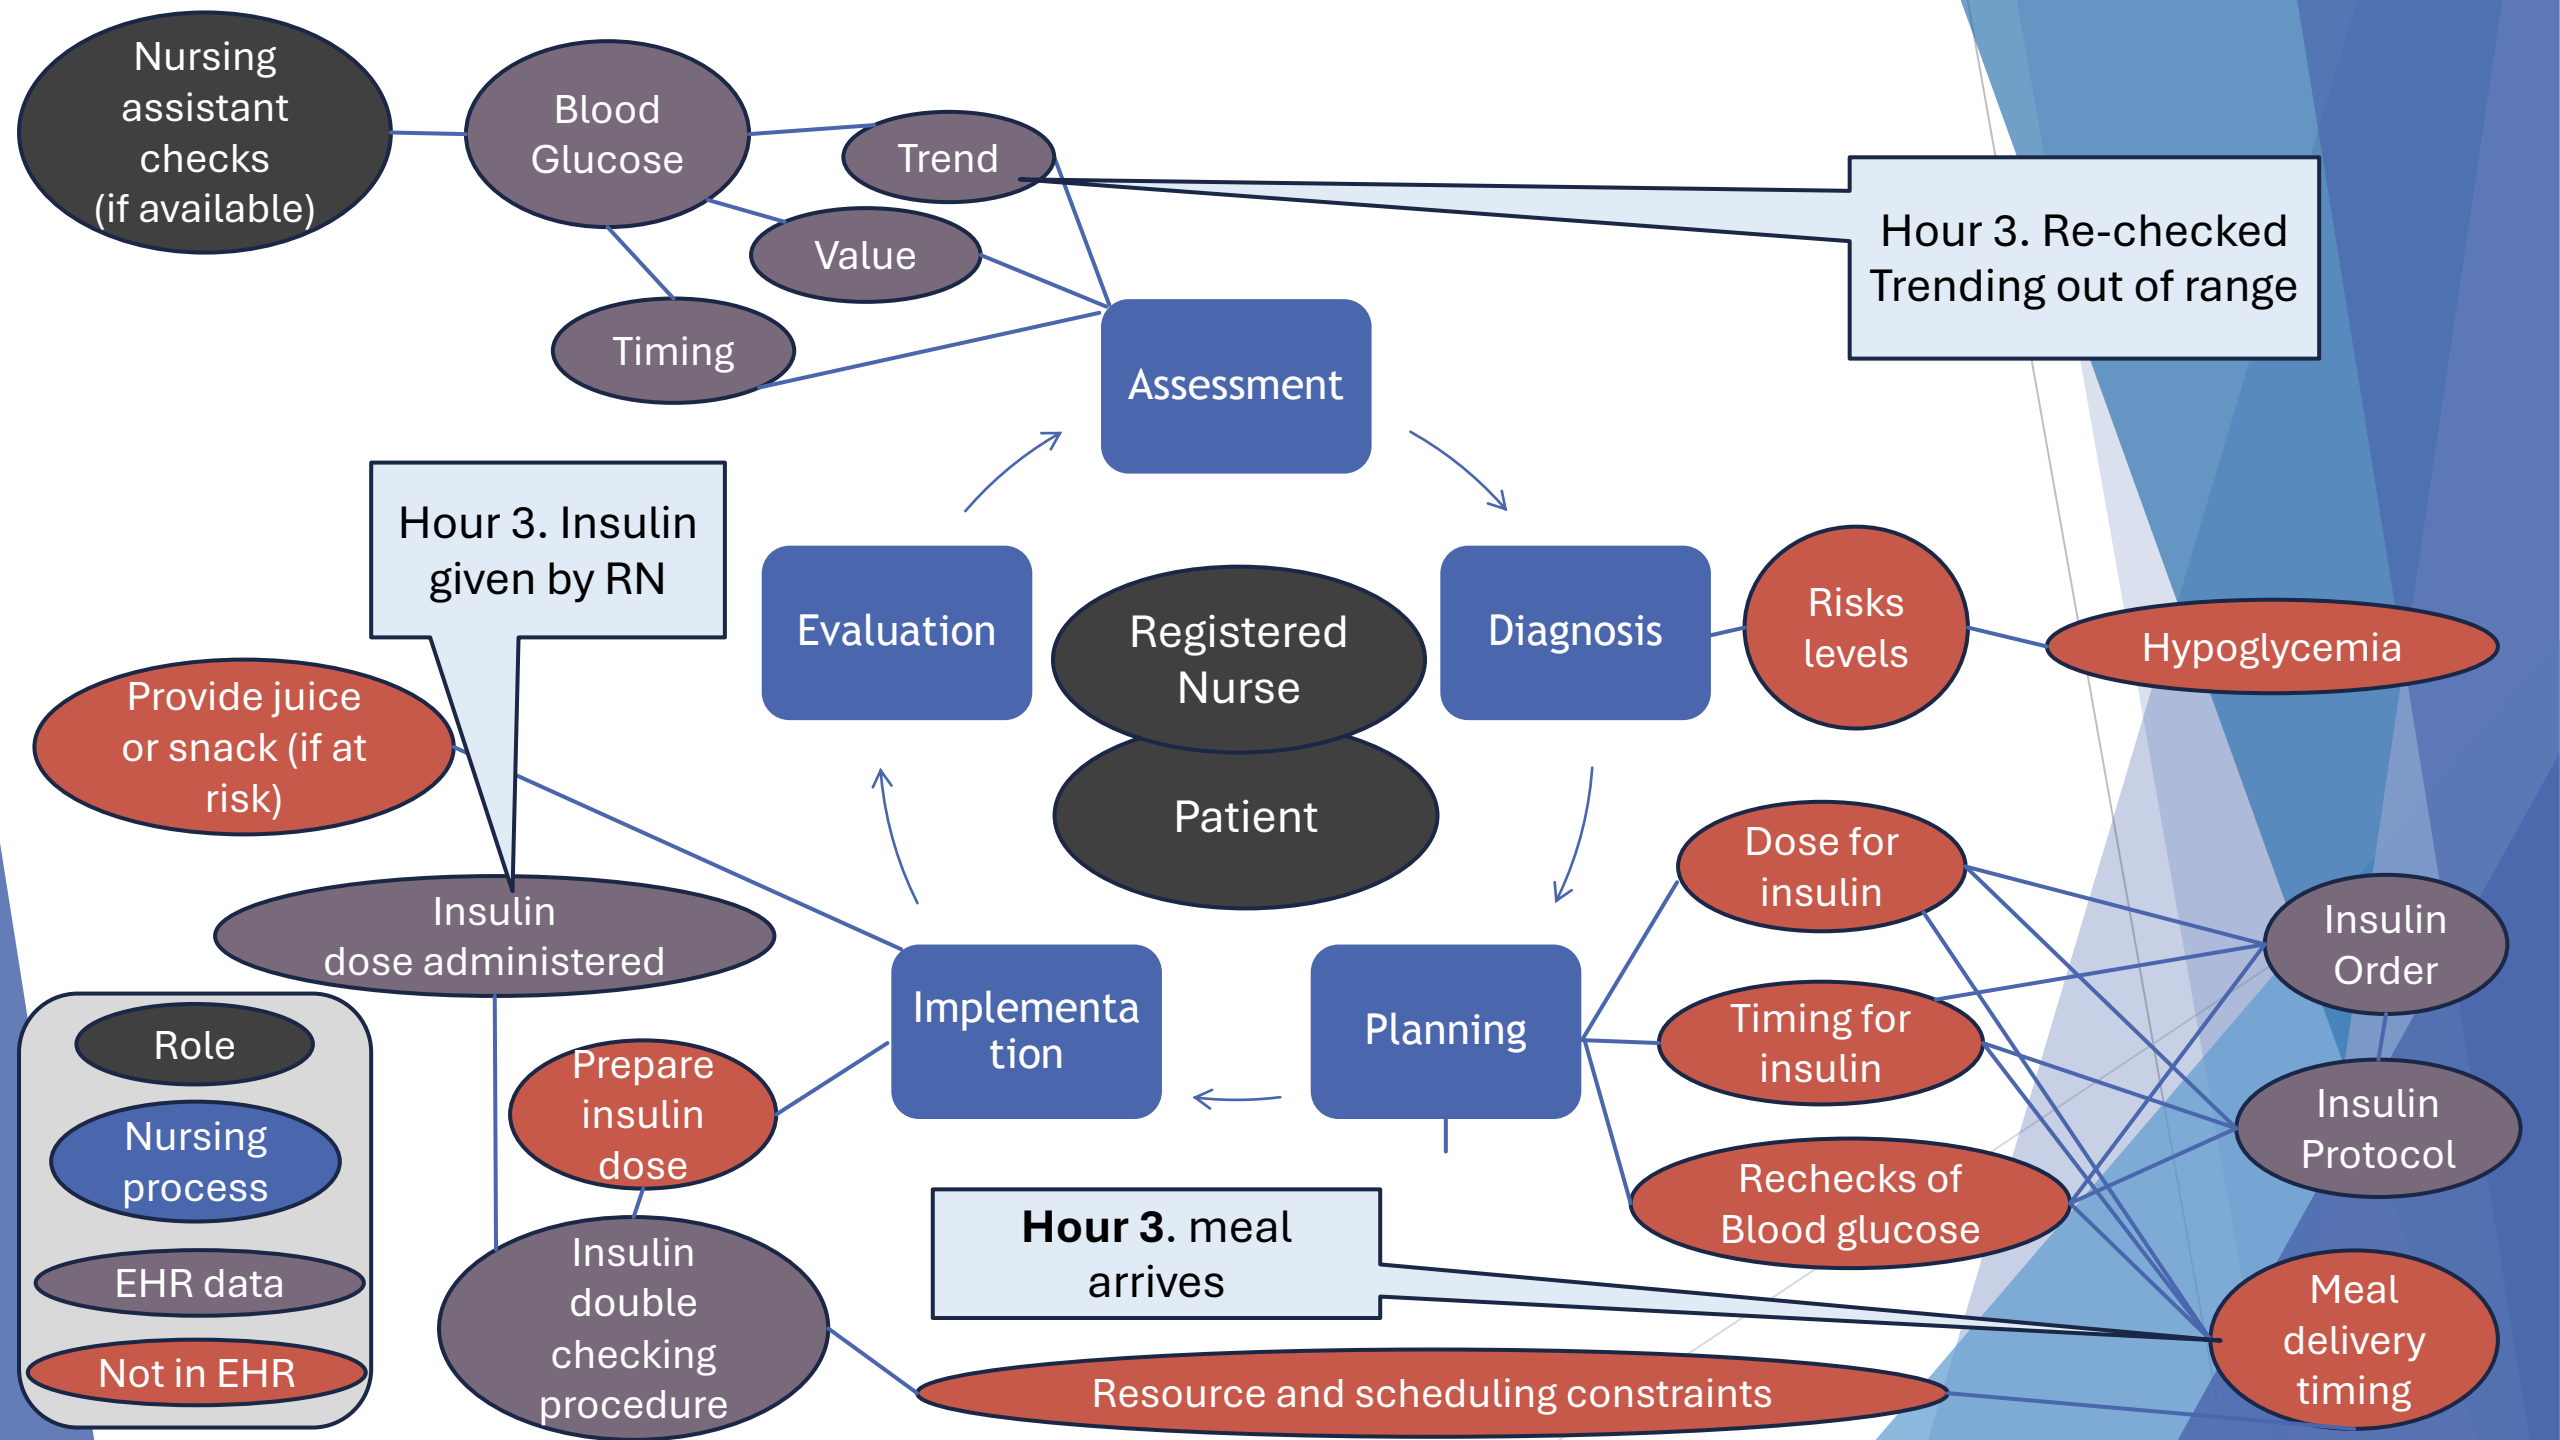 Nursing
assistant
checks
(if available)
Blood
Glucose
Trend
Value
Timing
Hour 3. Re-checked
Trending out of range
Assessment
Hour 3. Insulin
given by RN
Evaluation
Registered
Nurse
Patient
Diagnosis
Risks
levels
Hypoglycemia
Provide juice
or snack (if at
risk)
Insulin
dose administered
Implementa
tion
Planning
Dose for
insulin
Timing for
insulin
Rechecks of
Blood glucose
Insulin
Order
Insulin
Protocol
Meal
delivery
timing
Prepare
insulin
dose
Insulin
double
checking
procedure
Hour 3. meal
arrives
Resource and scheduling constraints
Role
Nursing
process
EHR data
Not in EHR